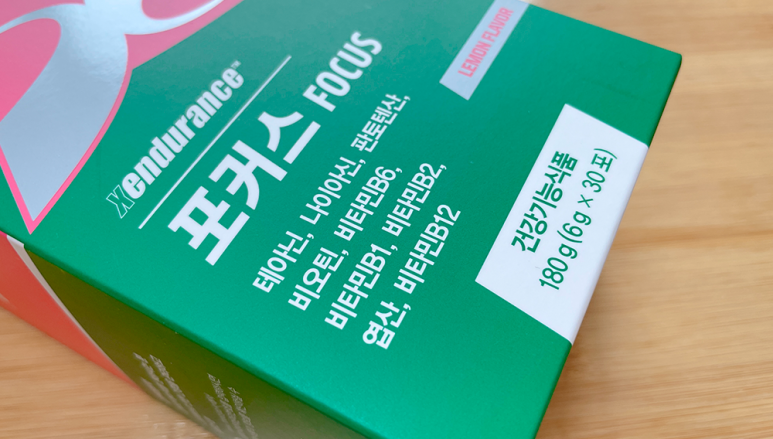 Xendurance™
포커스 FOCUS
테아닌, 나이아신, 판토텐산,
비오틴, 비타민B6,
비타민B1, 비타민B2,
엽산, 비타민B12
LEMON FLAVOR
건강기능식품
180g(6g×30포)